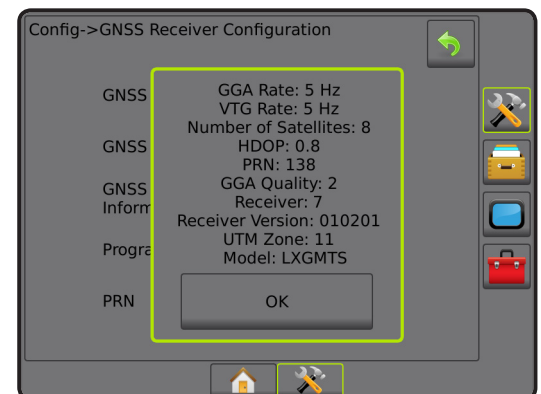 Config->GNSS Receiver Configuration
GNSS
GNSS
GNSS
Inform
Progra
PRN
GGA Rate: 5 Hz
VTG Rate: 5 Hz
Number of Satellites: 8
HDOP: 0.8
PRN: 138
GGA Quality: 2
Receiver: 7
Receiver Version: 010201
UTM Zone: 11
Model: LXGMTS
OK